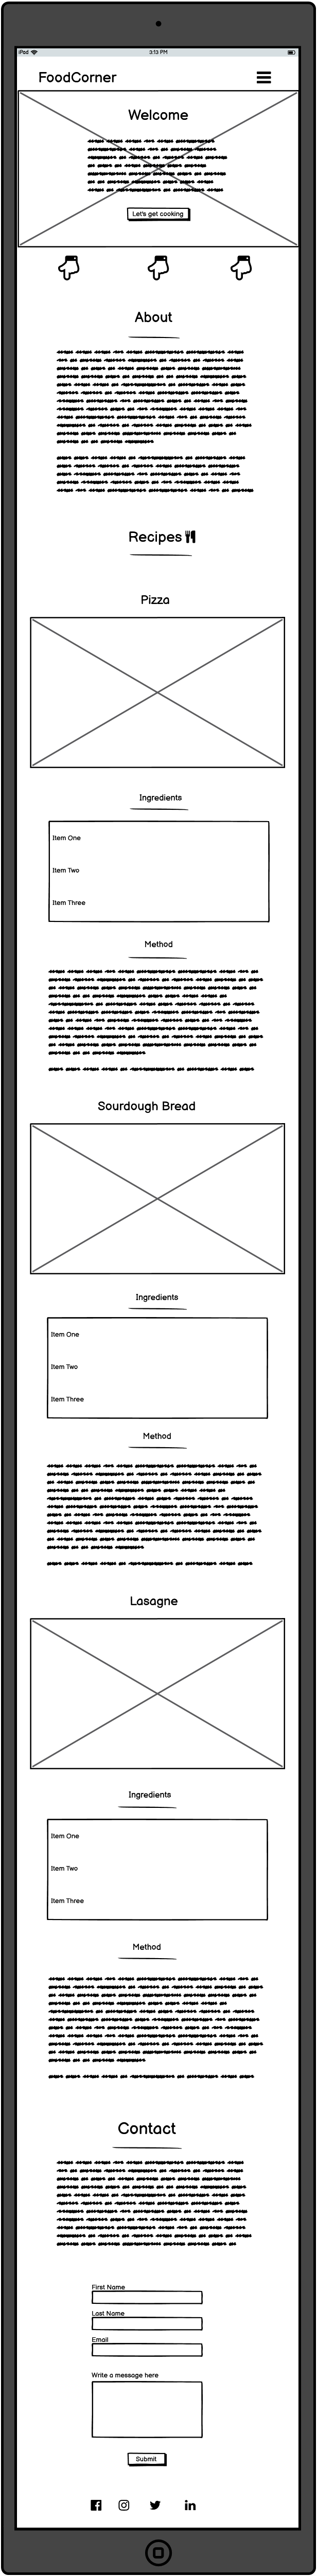 iPad
3:13 PM
FoodCorner
Welcome
Let's get cooking
About
Recipes
Pizza
Ingredients
Item One
Item Two
Item Three
Method
Sourdough Bread
Ingredients
Item One
Item Two
Item Three
Method
Lasagne
Ingredients
Item One
Item Two
Item Three
Method
Contact
First Name
Last Name
Email
Write a message here
Submit